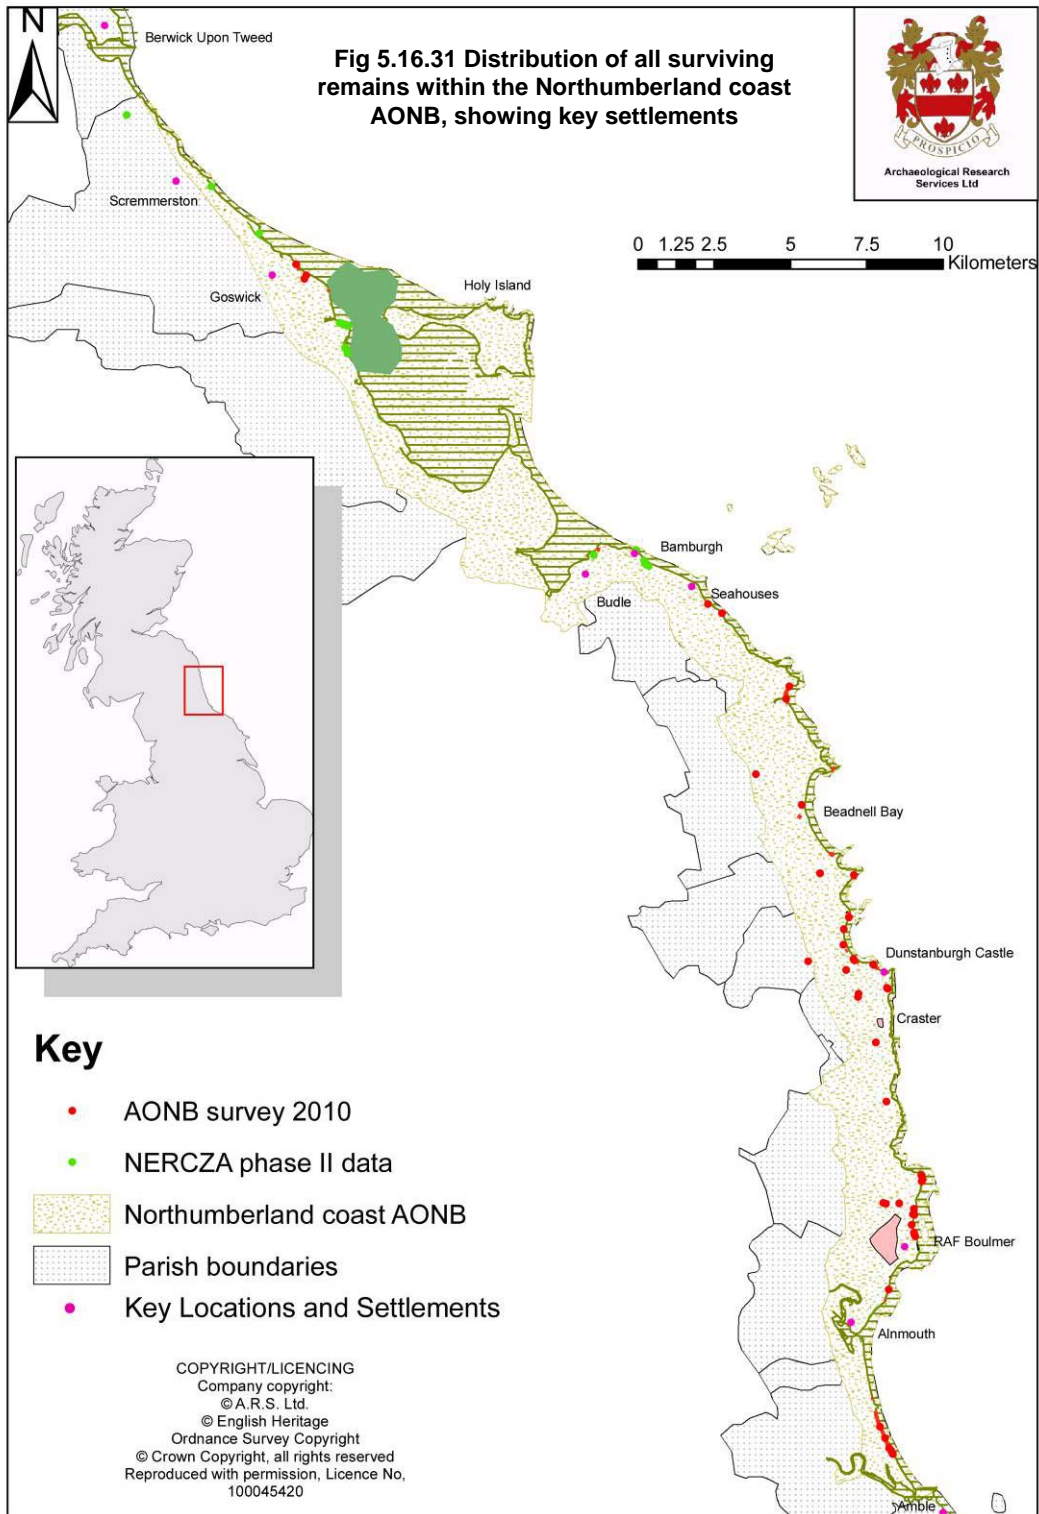 N
Berwick Upon Tweed
Fig 5.16.31 Distribution of all surviving
remains within the Northumberland coast
AONB, showing key settlements
PROSPICIO
Archaeological Research
Services Ltd
Scremmerston
0 1.25 2.5 5 7.5 10
Kilometers
Goswick
Holy Island
Bamburgh
Seahouses
Budle
Beadnell Bay
Dunstanburgh Castle
Craster
Key
AONB survey 2010
NERCZA phase II data
Northumberland coast AONB
RAF Boulmer
Parish boundaries
Key Locations and Settlements
Alnmouth
COPYRIGHT/LICENCING
Company copyright:
© A.R.S. Ltd.
© English Heritage
Ordnance Survey Copyright
© Crown Copyright, all rights reserved
Reproduced with permission, Licence No,
100045420
Amble